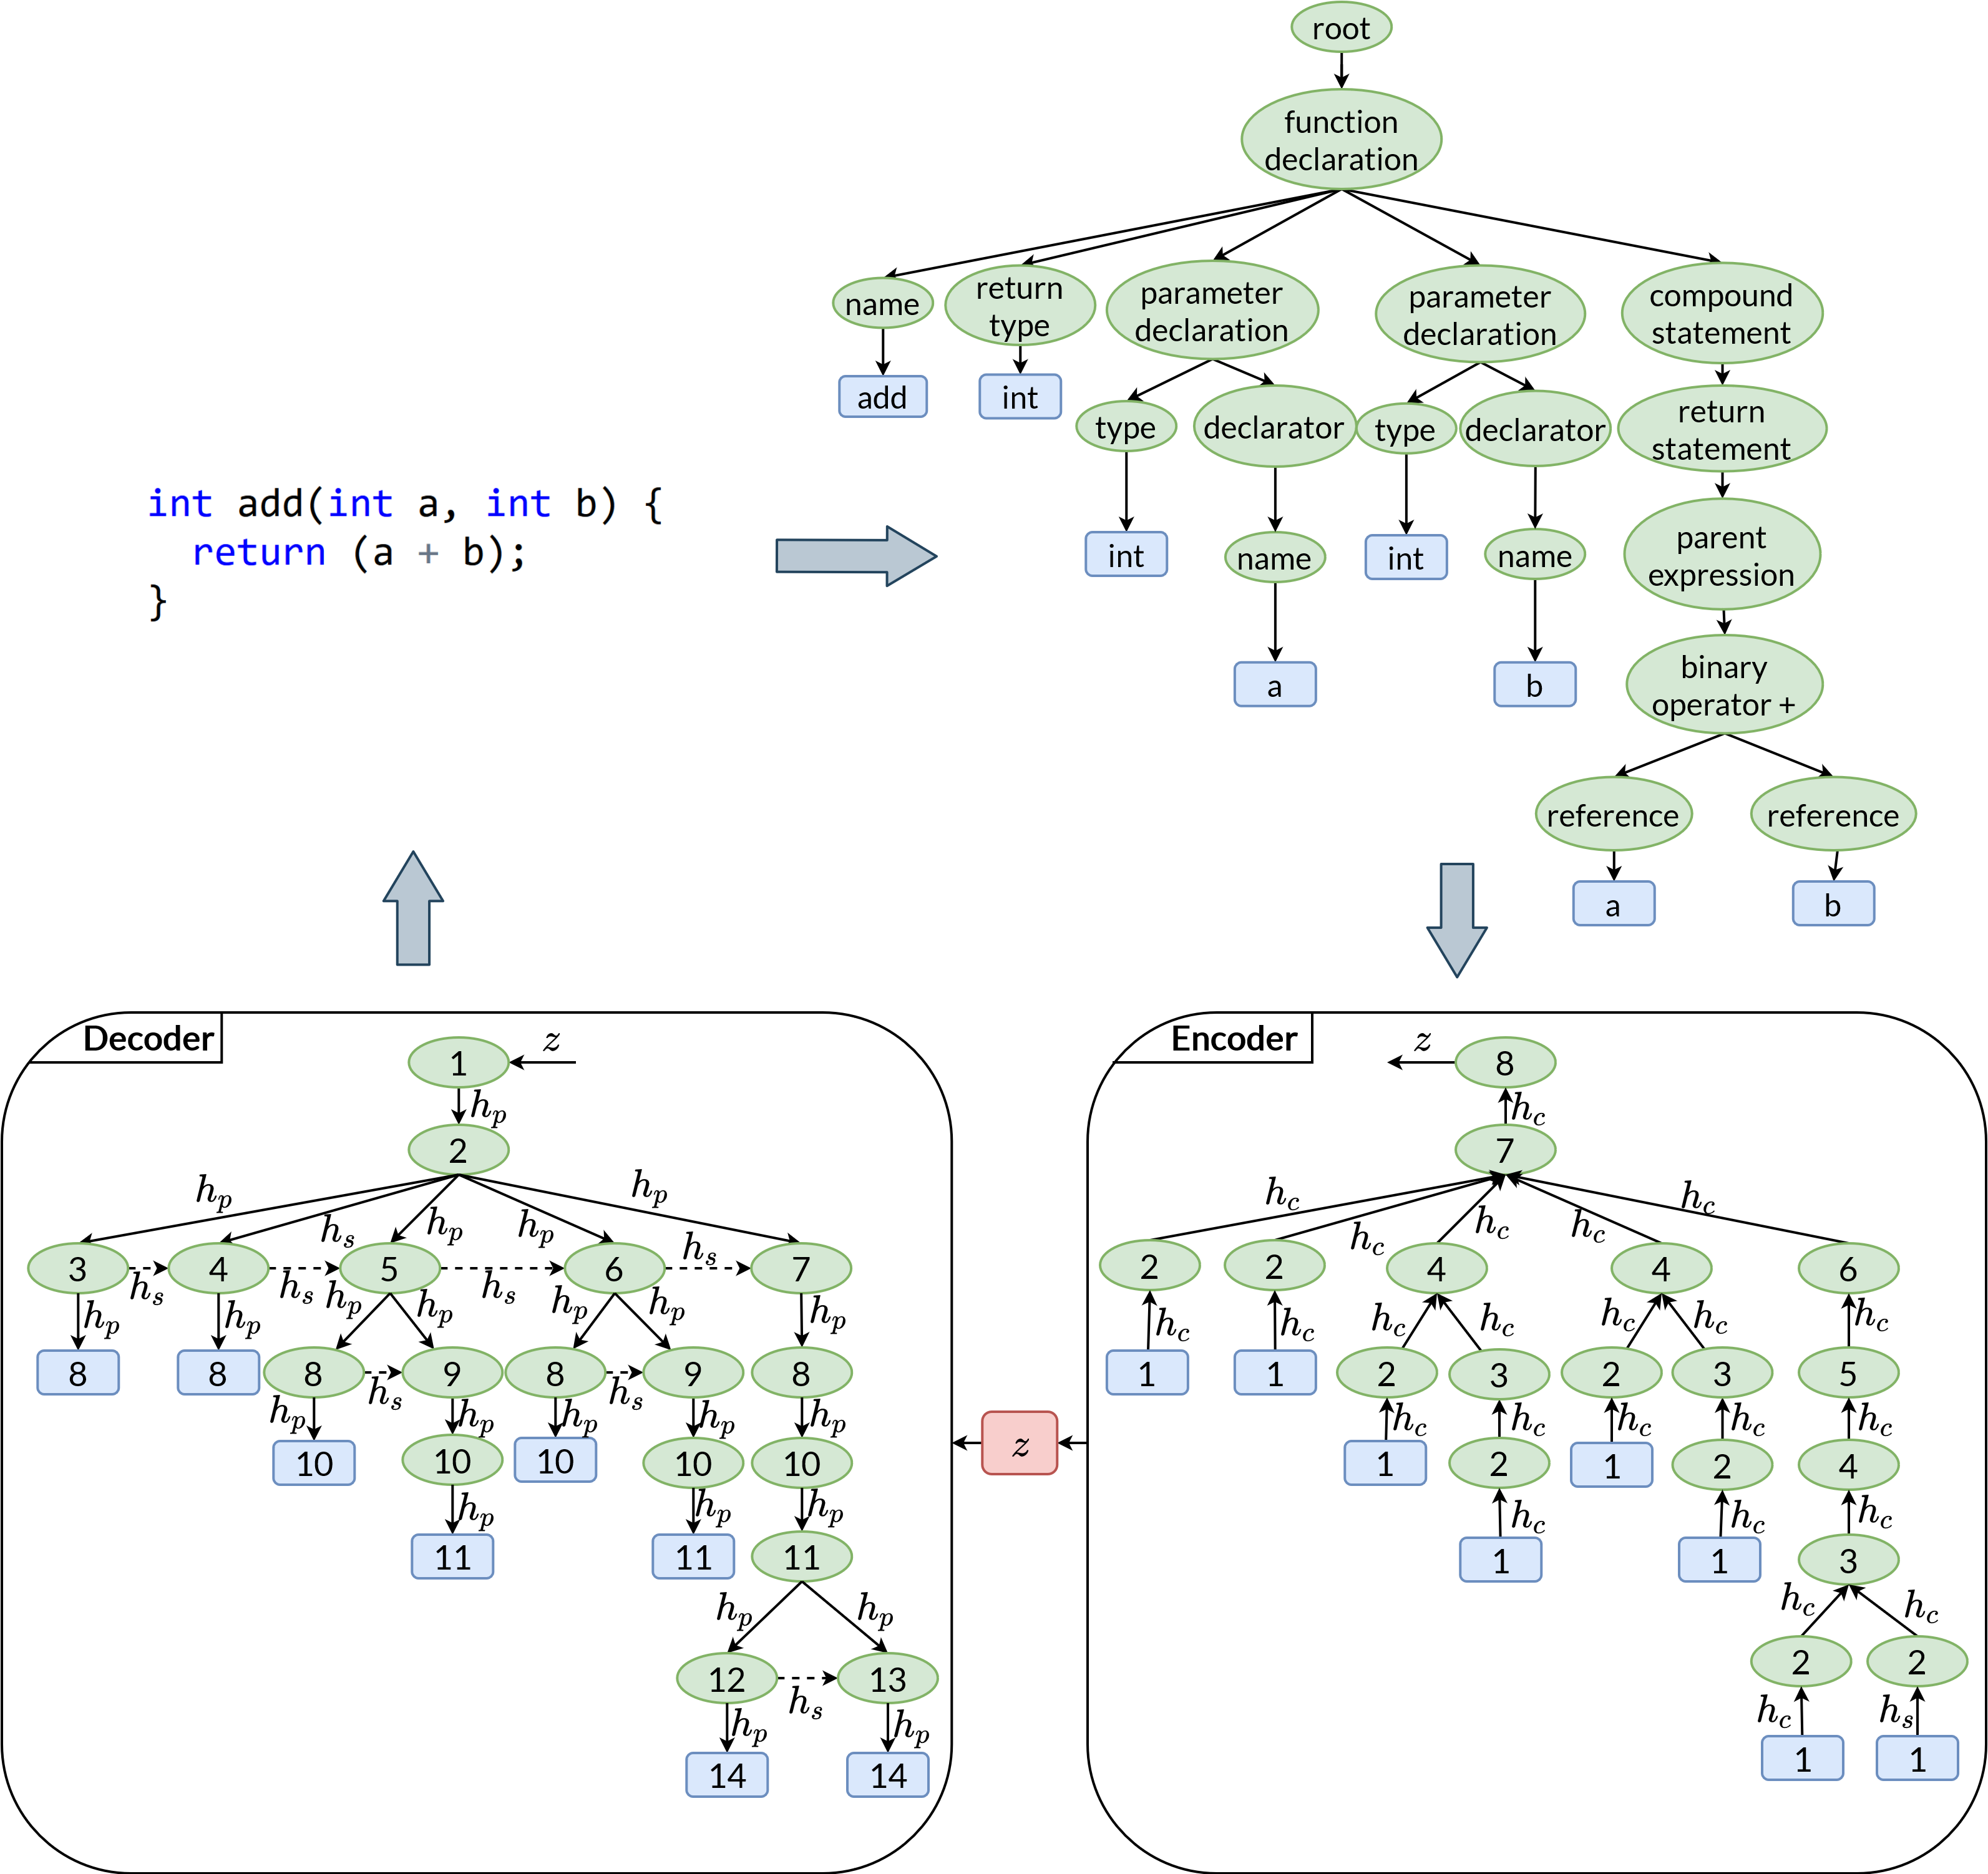 root
function
declaration
name
return
type
parameter
declaration
parameter
declaration
compound
statement
add
int
type
declarator
type
declarator
return
statement
int
name
int
name
parent
expression
a
b
binary
operator +
reference
reference
a
b
int add(int a, int b) {
return (a + b);
}
Decoder
z
1
h_p
2
h_p
h_s
h_p
h_p
h_p
3
h_s
4
h_s
5
h_s
6
h_s
7
h_p
h_p
h_p
h_p
h_p
h_p
h_p
8
8
8
h_s
9
8
h_s
9
8
h_p
h_p
h_p
h_p
h_p
10
10
10
10
10
h_p
h_p
h_p
11
11
11
h_p
h_p
12
h_s
13
h_p
h_p
14
14
z
Encoder
z
8
h_c
7
h_c
h_c
h_c
h_c
h_c
2
2
4
4
6
h_c
h_c
h_c
h_c
h_c
h_c
h_c
1
1
2
3
2
3
5
h_c
h_c
h_c
h_c
h_c
1
2
1
2
4
h_c
h_c
h_c
1
1
3
h_c
h_c
2
2
h_c
h_s
1
1